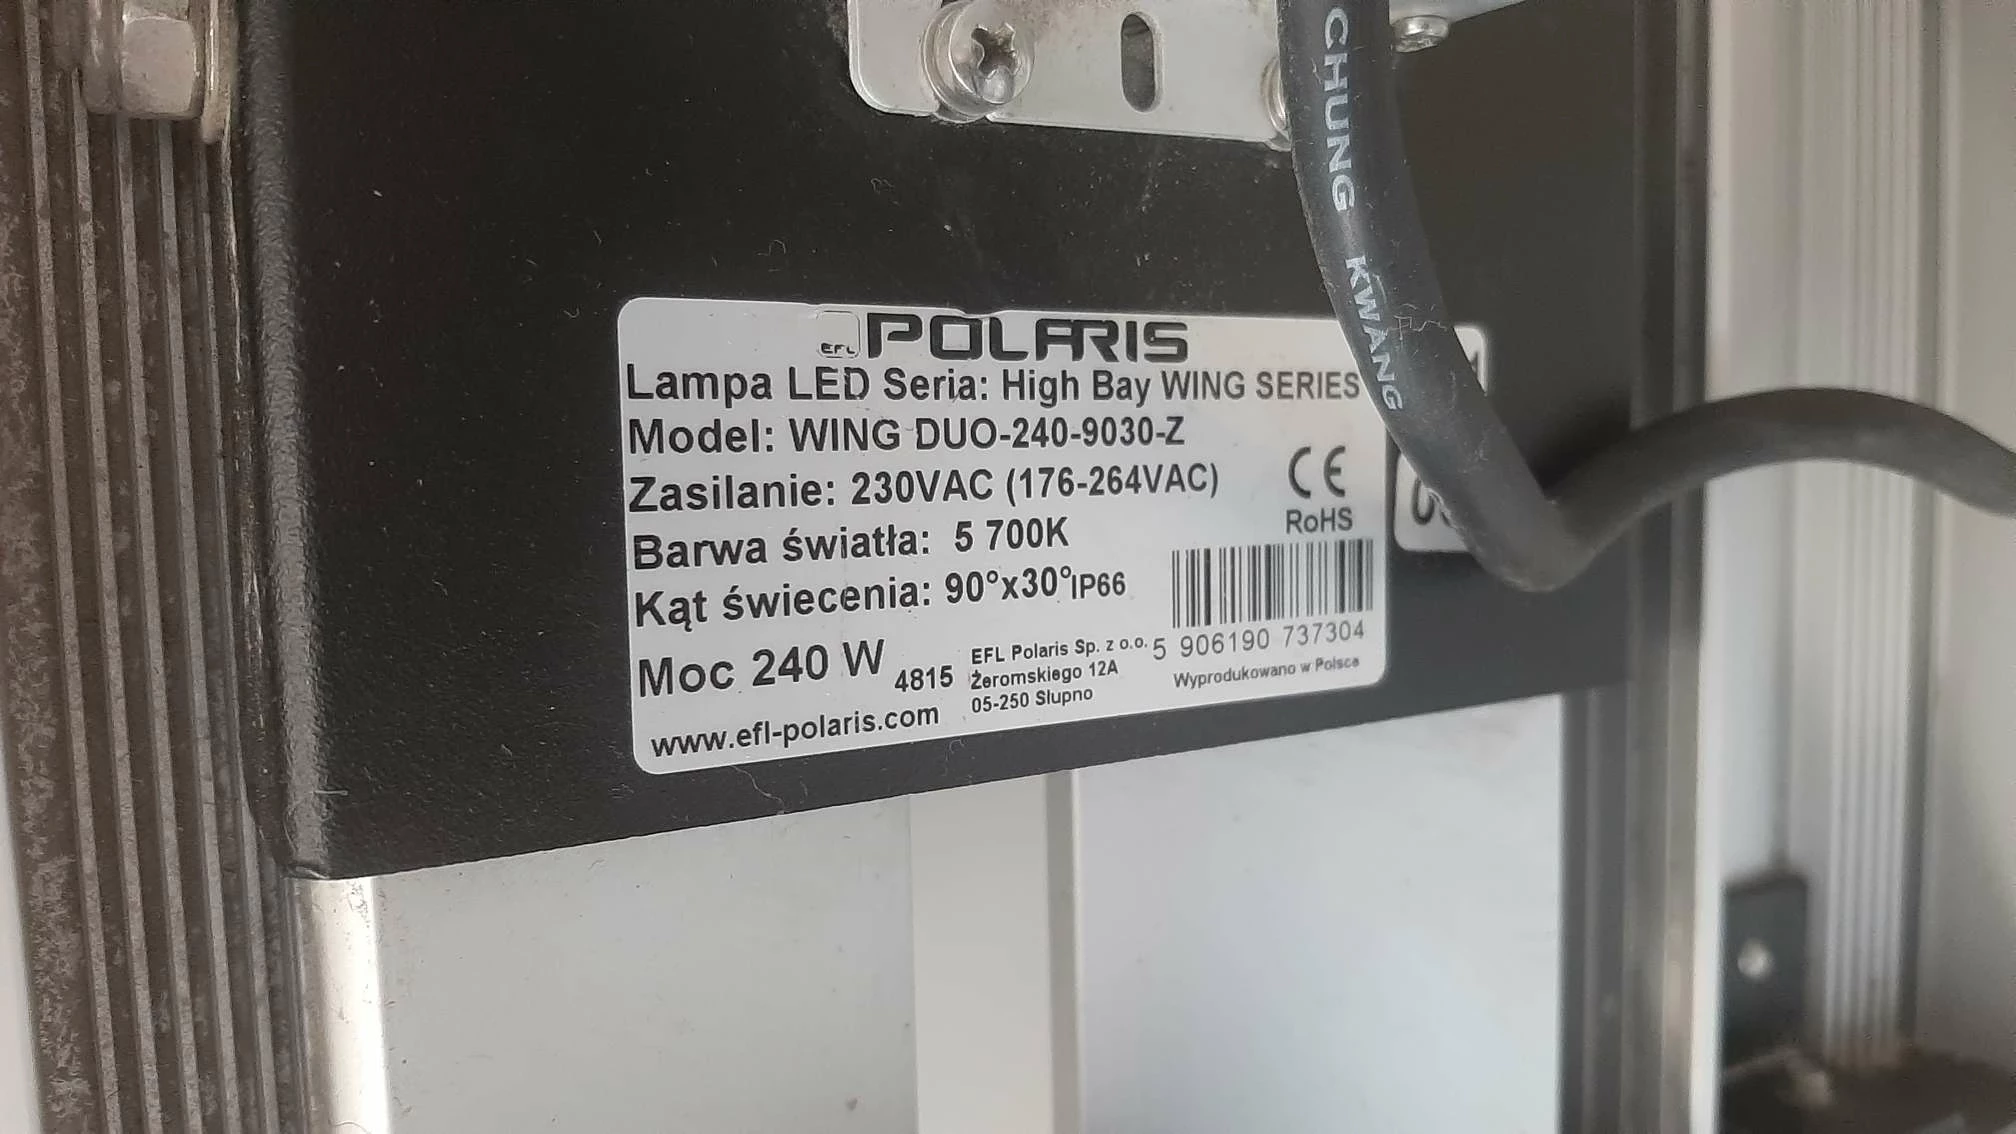 CHUNG KWANG
EFL POLARIS
Lampa LED Seria: High Bay WING SERIES
Model: WING DUO-240-9030-Z
Zasilanie: 230VAC (176-264VAC)
CE
RoHS
Barwa światła: 5 700K
Kąt świecenia: 90°x30° IP66
Moc 240 W
4815
EFL Polaris Sp. z o.o.
Żeromskiego 12A
05-250 Slupno
5 906190 737304
Wyprodukowano w Polsce
www.efl-polaris.com